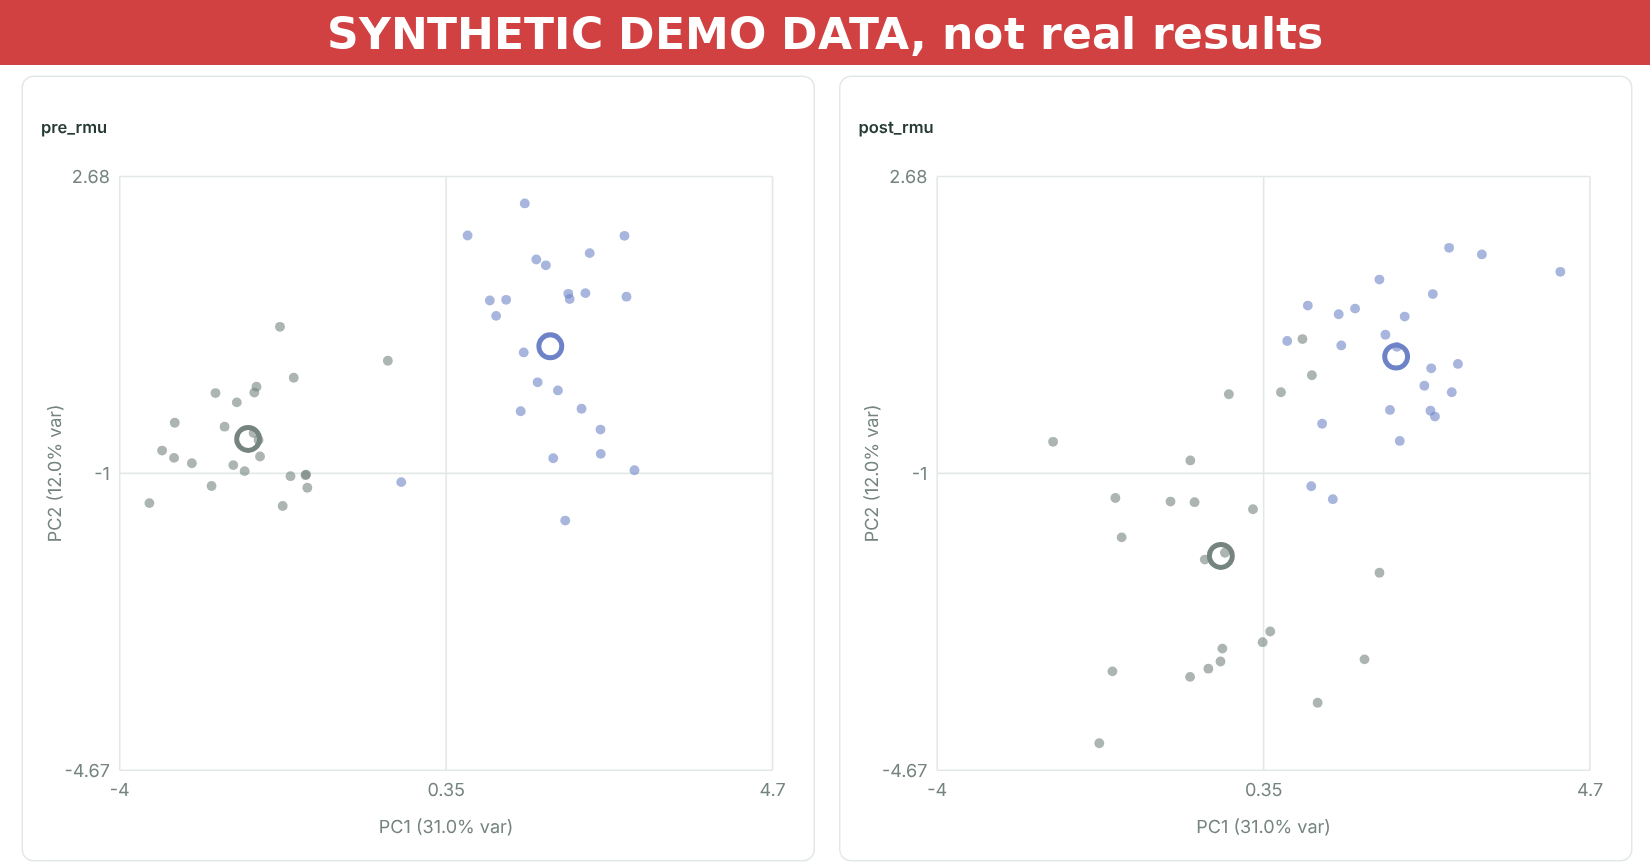 SYNTHETIC DEMO DATA, not real results
pre_rmu
2.68
-1
-4.67
PC2 (12.0% var)
-4
0.35
4.7
PC1 (31.0% var)
post_rmu
2.68
-1
-4.67
PC2 (12.0% var)
-4
0.35
4.7
PC1 (31.0% var)